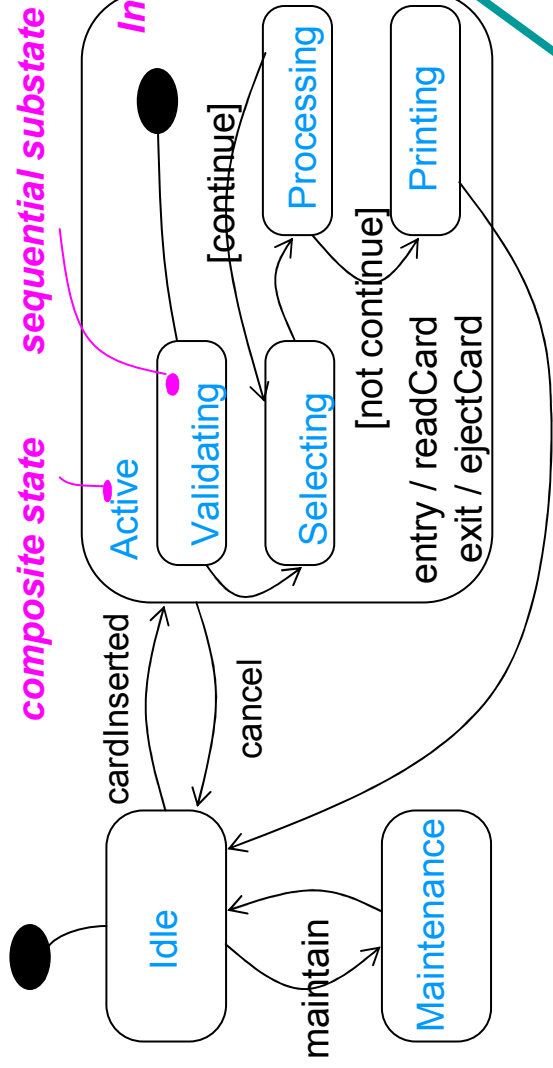 composite state
sequential substate
cardInserted
Active
In
Idle
Validating
[continue]
cancel
Processing
Selecting
maintain
[not continue]
Printing
entry / readCard
Maintenance
exit / ejectCard